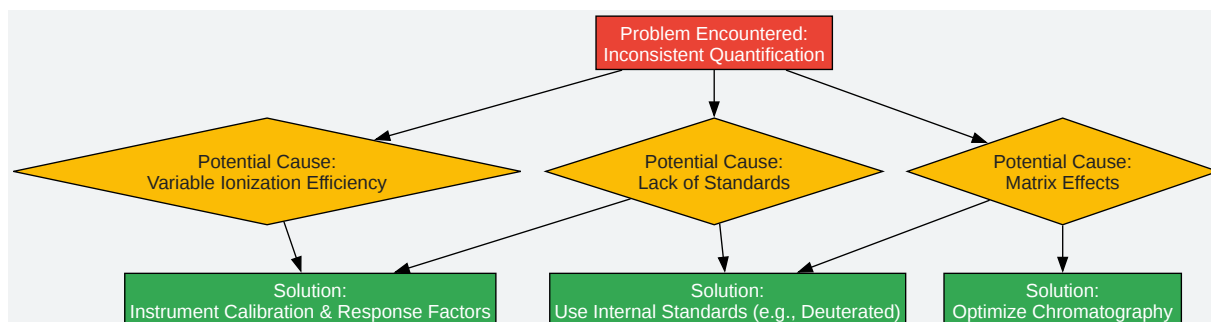 Problem Encountered:
Inconsistent Quantification
Potential Cause:
Variable Ionization Efficiency
Potential Cause:
Lack of Standards
Potential Cause:
Matrix Effects
Solution:
Instrument Calibration & Response Factors
Solution:
Use Internal Standards (e.g., Deuterated)
Solution:
Optimize Chromatography